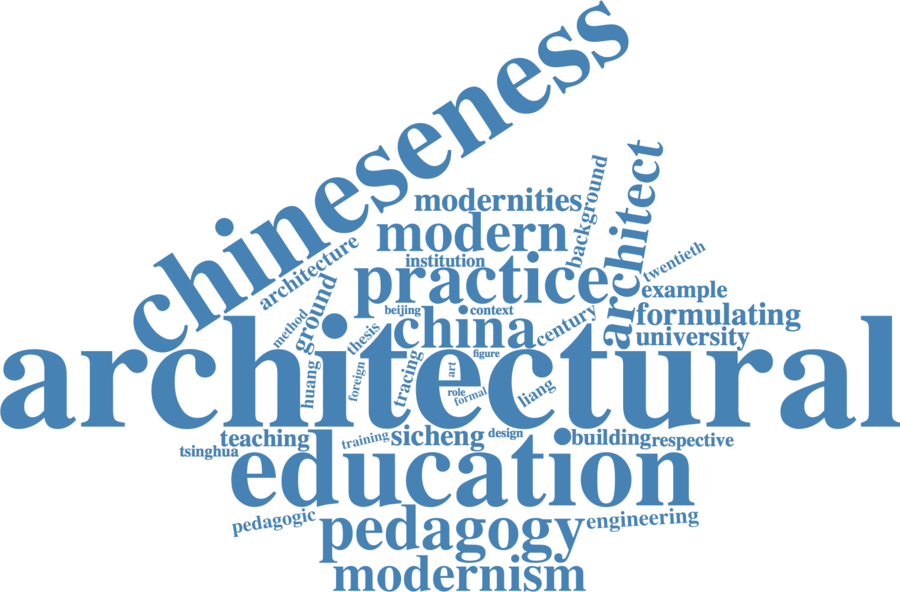 chineseness
modernities
background
architect
modern
architecture
institution
twentieth
practice
ground
example
beijing
context
formulating
method
thesis
china
century
university
architectural
huang
foreign
tracing
figure
art
role
formal
liang
teaching
training
sicheng
design
building
respective
tsinghua
education
pedagogic
pedagogy
engineering
modernism